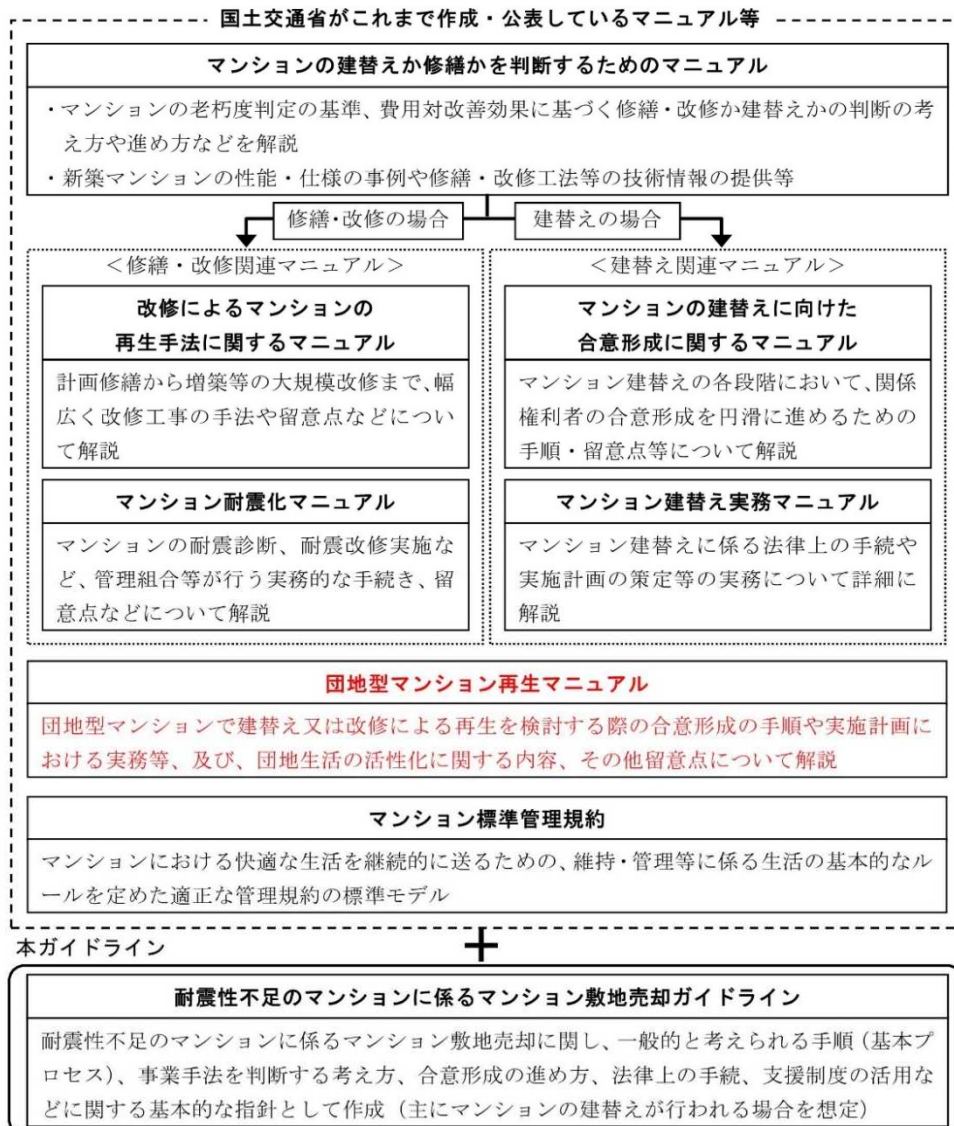 国土交通省がこれまで作成・公表しているマニュアル等
マンションの建替えか修繕かを判断するためのマニュアル
・マンションの老朽度判定の基準、費用対改善効果に基づく修繕・改修か建替えかの判断の考
え方や進め方などを解説
・新築マンションの性能・仕様の事例や修繕・改修工法等の技術情報の提供等
修繕・改修の場合
建替えの場合
＜修繕・改修関連マニュアル＞
改修によるマンションの
再生手法に関するマニュアル
計画修繕から増築等の大規模改修まで、幅
広く改修工事の手法や留意点などについ
て解説
マンション耐震化マニュアル
マンションの耐震診断、耐震改修実施な
ど、管理組合等が行う実務的な手続き、留
意点などについて解説
＜建替え関連マニュアル＞
マンションの建替えに向けた
合意形成に関するマニュアル
マンション建替えの各段階において、関係
権利者の合意形成を円滑に進めるための
手順・留意点等について解説
マンション建替え実務マニュアル
マンション建替えに係る法律上の手続や
実施計画の策定等の実務について詳細に
解説
団地型マンション再生マニュアル
団地型マンションで建替え又は改修による再生を検討する際の合意形成の手順や実施計画に
おける実務等、及び、団地生活の活性化に関する内容、その他留意点について解説
マンション標準管理規約
マンションにおける快適な生活を継続的に送るための、維持・管理等に係る生活の基本的なル
ールを定めた適正な管理規約の標準モデル
＋
本ガイドライン
耐震性不足のマンションに係るマンション敷地売却ガイドライン
耐震性不足のマンションに係るマンション敷地売却に関し、一般的と考えられる手順（基本プ
ロセス）、事業手法を判断する考え方、合意形成の進め方、法律上の手続、支援制度の活用な
どに関する基本的な指針として作成（主にマンションの建替えが行われる場合を想定）